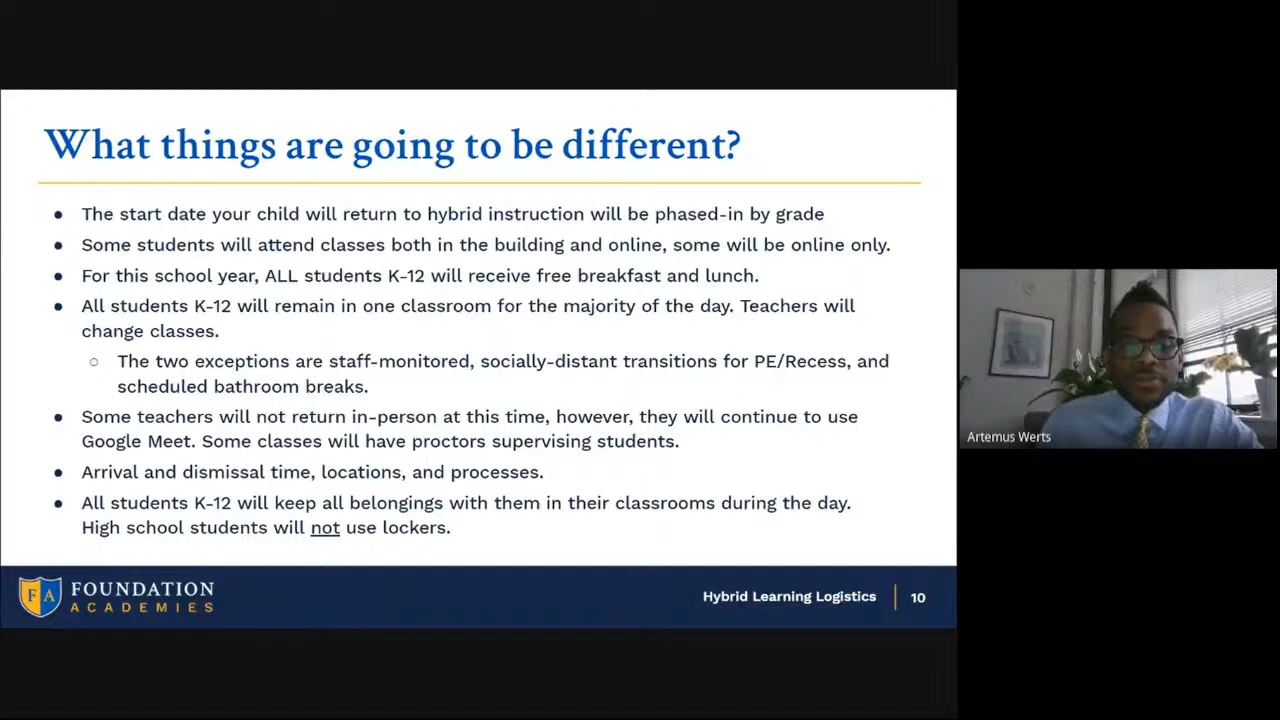 What things are going to be different?
● The start date your child will return to hybrid instruction will be phased-in by grade
● Some students will attend classes both in the building and online, some will be online only.
● For this school year, ALL students K-12 will receive free breakfast and lunch.
● All students K-12 will remain in one classroom for the majority of the day. Teachers will
change classes.
○ The two exceptions are staff-monitored, socially-distant transitions for PE/Recess, and
scheduled bathroom breaks.
● Some teachers will not return in-person at this time, however, they will continue to use
Google Meet. Some classes will have proctors supervising students.
● Arrival and dismissal time, locations, and processes.
● All students K-12 will keep all belongings with them in their classrooms during the day.
High school students will not use lockers.
Artemus Werts
F A
FOUNDATION
ACADEMIES
Hybrid Learning Logistics
10